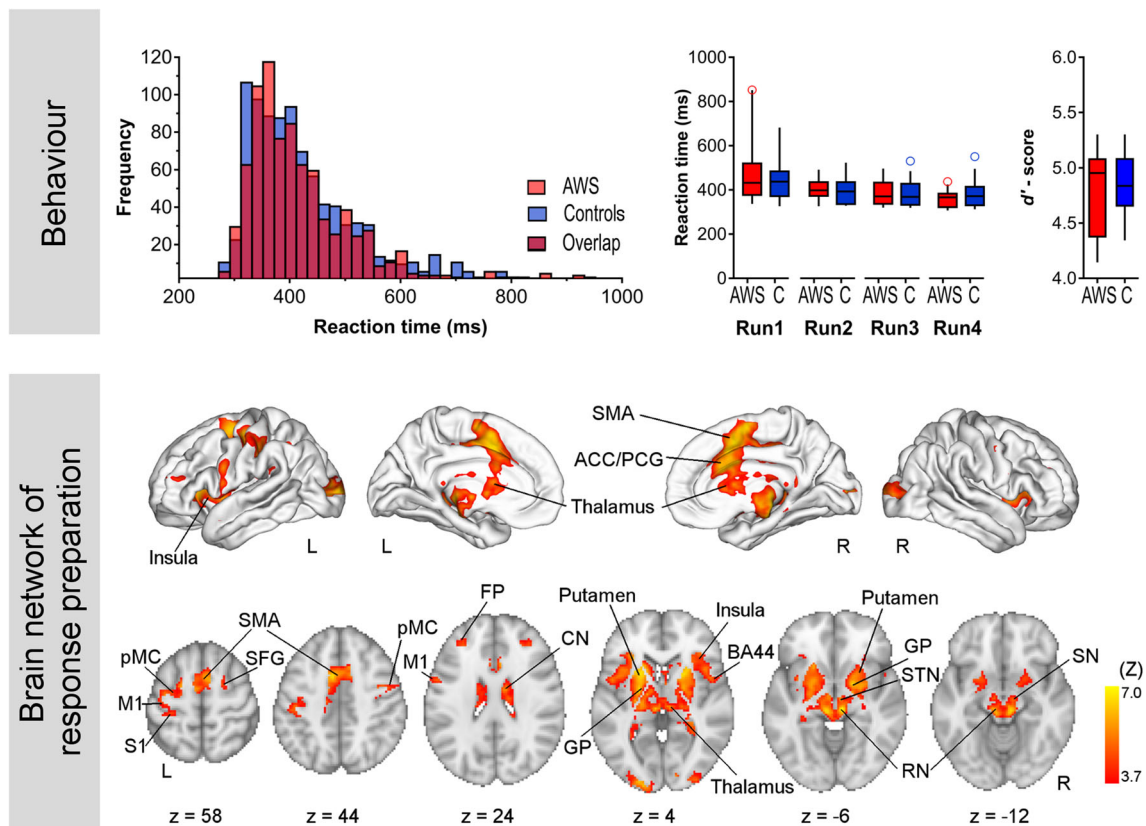 Behaviour
120
100
80
60
40
20
Frequency
200 400 600 800 1000
Reaction time (ms)
AWS
Controls
Overlap
1000
800
600
400
200
0
Reaction time (ms)
AWS C AWS C AWS C AWS C
Run1 Run2 Run3 Run4
6.0
5.5
5.0
4.5
4.0
d' - score
AWS C
Brain network of
response preparation
SMA
ACC/PCG
Thalamus
Insula
L L R R
FP
Putamen
Insula
Putamen
SMA
pMC
SFG
pMC
M1
CN
BA44
GP
STN
SN
M1
S1
GP
Thalamus
RN
L
R
(Z)
7.0
3.7
z = 58 z = 44 z = 24 z = 4 z = -6 z = -12